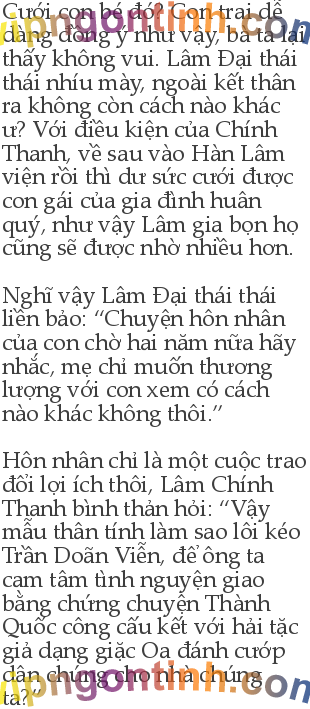 Cưới con bé đó? Con trai dễ
dàng đồng ý như vậy, bà ta lại
thấy không vui. Lâm Đại thái
thái nhíu mày, ngoài kết thân
ra không còn cách nào khác
ư? Với điều kiện của Chính
Thanh, về sau vào Hàn Lâm
viện rồi thì dư sức cưới được
con gái của gia đình huân
quý, như vậy Lâm gia bọn họ
cũng sẽ được nhờ nhiều hơn.
Nghĩ vậy Lâm Đại thái thái
liền bảo: “Chuyện hôn nhân
của con chờ hai năm nữa hãy
nhắc, mẹ chỉ muốn thương
lượng với con xem có cách
nào khác không thôi.”
Hôn nhân chỉ là một cuộc trao
đổi lợi ích thôi, Lâm Chính
Thanh bình thản hỏi: “Vậy
mẫu thân tính làm sao lôi kéo
Trần Doãn Viễn, để ông ta
cam tâm tình nguyện giao
bằng chứng chuyện Thành
Quốc công cấu kết với hải tặc
giả dạng giặc Oa đánh cướp
dân chúng cho nhà chúng
ta?”